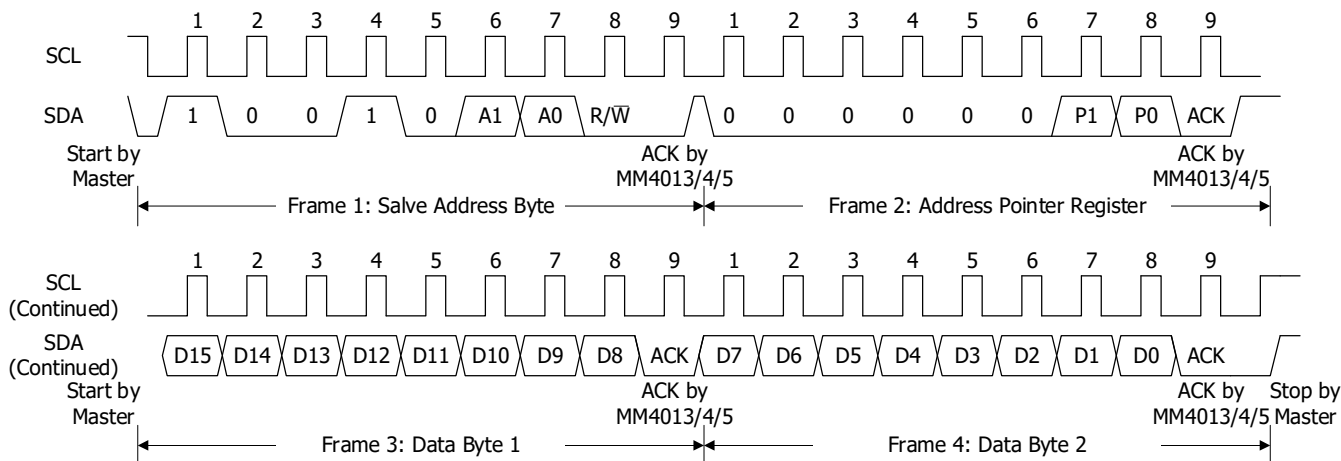 1 2 3 4 5 6 7 8 9 1 2 3 4 5 6 7 8 9
SCL
SDA 1 0 0 1 0 A1 A0 R/W̅ 0 0 0 0 0 0 P1 P0 ACK
Start by Master
ACK by MM4013/4/5
ACK by MM4013/4/5
Frame 1: Salve Address Byte Frame 2: Address Pointer Register
1 2 3 4 5 6 7 8 9 1 2 3 4 5 6 7 8 9
SCL
(Continued)
SDA
(Continued)
D15 D14 D13 D12 D11 D10 D9 D8 ACK D7 D6 D5 D4 D3 D2 D1 D0 ACK
Start by Master
ACK by MM4013/4/5
ACK by MM4013/4/5
Stop by Master
Frame 3: Data Byte 1 Frame 4: Data Byte 2